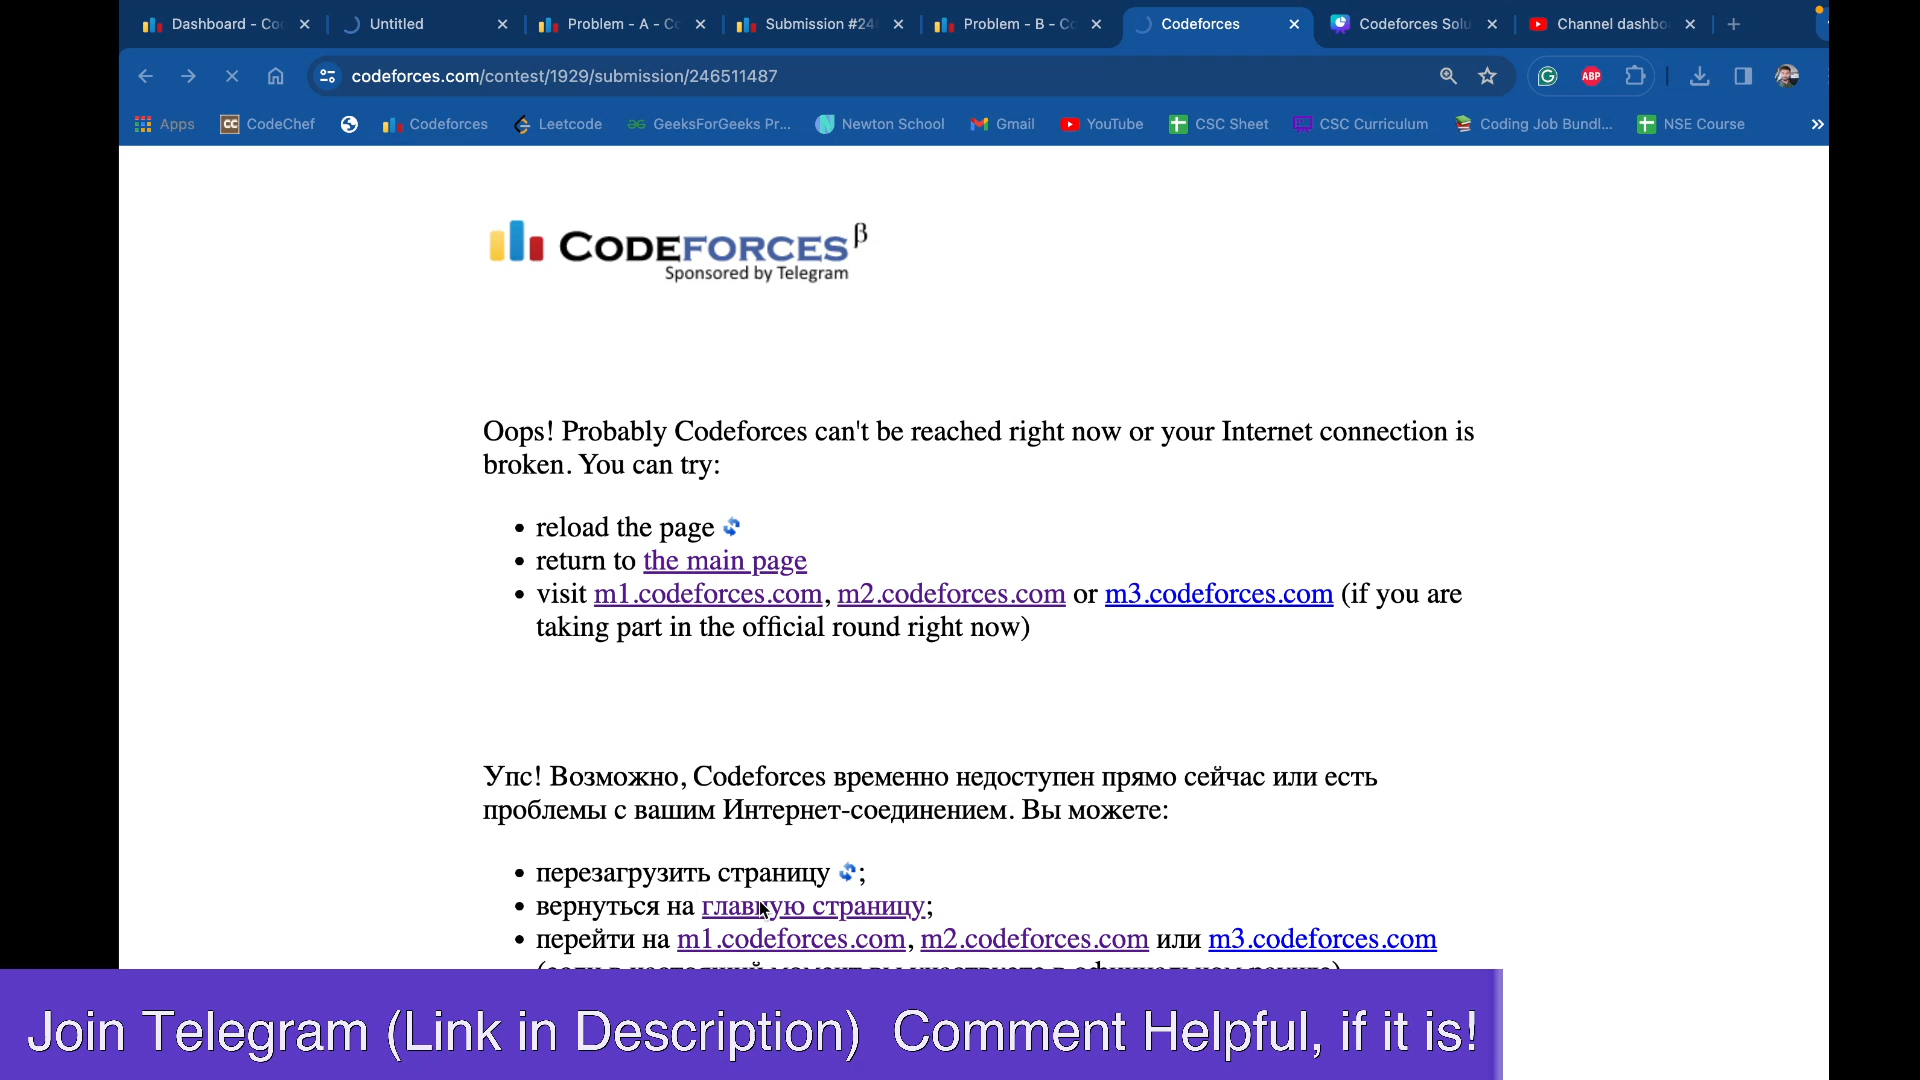 Dashboard - Co
Untitled
Problem - A - Co
Submission #24
Problem - B - Co
Codeforces
Codeforces Solu
Channel dashbo
codeforces.com/contest/1929/submission/246511487
ABP
Apps
CC CodeChef
Codeforces
Leetcode
GeeksForGeeks Pr...
Newton School
Gmail
YouTube
CSC Sheet
CSC Curriculum
Coding Job Bundl...
NSE Course
»
CODEFORCES β
Sponsored by Telegram
Oops! Probably Codeforces can't be reached right now or your Internet connection is
broken. You can try:
• reload the page
• return to the main page
• visit m1.codeforces.com, m2.codeforces.com or m3.codeforces.com (if you are
taking part in the official round right now)
Упс! Возможно, Codeforces временно недоступен прямо сейчас или есть
проблемы с вашим Интернет-соединением. Вы можете:
• перезагрузить страницу ;
• вернуться на главную страницу;
• перейти на m1.codeforces.com, m2.codeforces.com или m3.codeforces.com
Join Telegram (Link in Description) Comment Helpful, if it is!